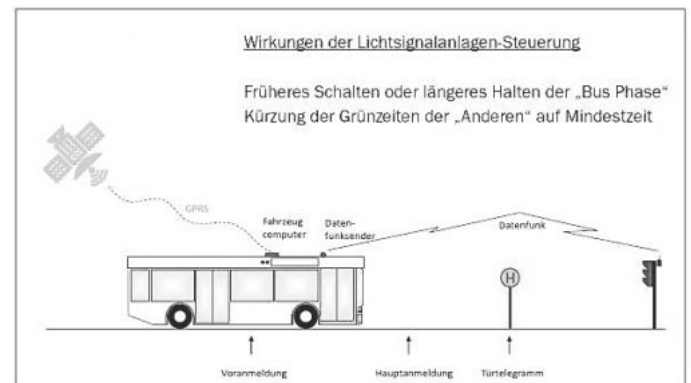 Wirkungen der Lichtsignalanlagen-Steuerung
Früheres Schalten oder längeres Halten der „Bus Phase“
Kürzung der Grünzeiten der „Anderen“ auf Mindestzeit
GPRS
Fahrzeug
computer
Daten-
funksender
Datenfunk
H
Voranmeldung
Hauptanmeldung
Türtelegramm